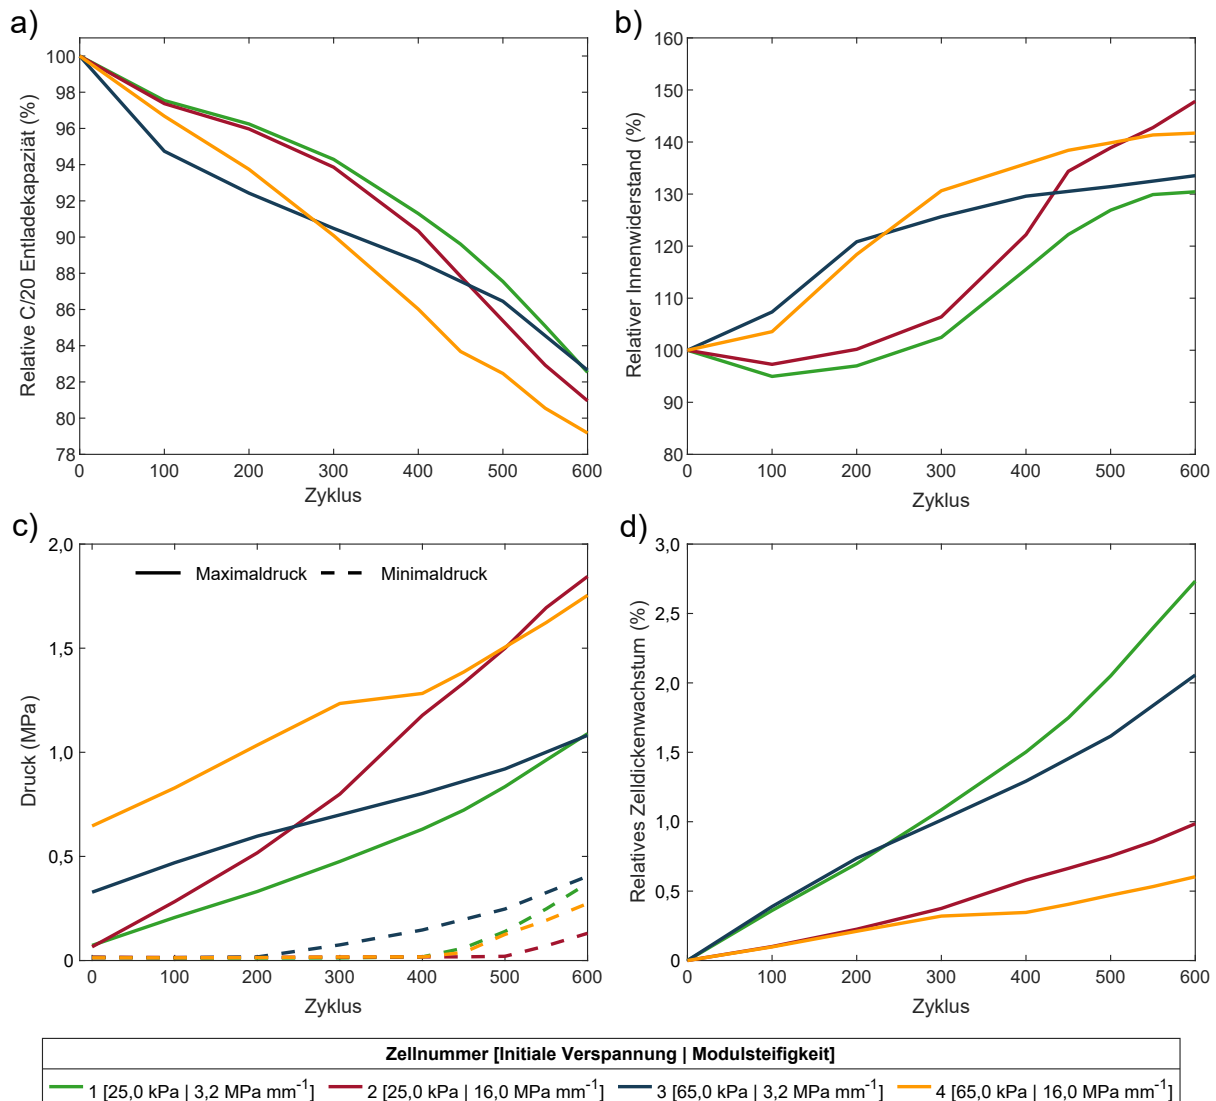 a)
100
98
96
94
92
90
88
86
84
82
80
78
0 100 200 300 400 500 600
Relative C/20 Entladekapaziät (%)
Zyklus
b)
160
150
140
130
120
110
100
90
80
0 100 200 300 400 500 600
Relativer Innenwiderstand (%)
Zyklus
c)
2,0
1,5
1,0
0,5
0
0 100 200 300 400 500 600
Druck (MPa)
Zyklus
Maximaldruck Minimaldruck
d)
3,0
2,5
2,0
1,5
1,0
0,5
0
0 100 200 300 400 500 600
Relatives Zelldickenwachstum (%)
Zyklus
Zellnummer [Initiale Verspannung | Modulsteifigkeit]
1 [25,0 kPa | 3,2 MPa mm⁻¹] 2 [25,0 kPa | 16,0 MPa mm⁻¹] 3 [65,0 kPa | 3,2 MPa mm⁻¹] 4 [65,0 kPa | 16,0 MPa mm⁻¹]